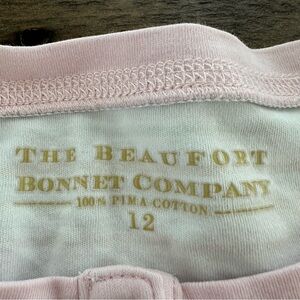 THE BEAUFORT
BONNET COMPANY
100% PIMA COTTON
12